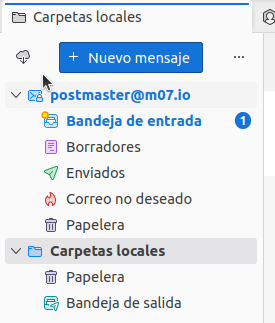 Carpetas locales
+ Nuevo mensaje ...
postmaster@m07.io
Bandeja de entrada 1
Borradores
Enviados
Correo no deseado
Papelera
Carpetas locales
Papelera
Bandeja de salida